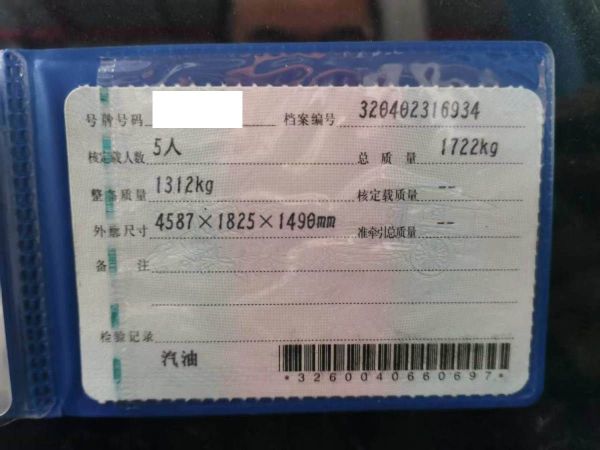 号牌号码 档案编号 320402316934
核定载人数 5人 总质量 1722kg
整备质量 1312kg 核定载质量 --
外廓尺寸 4587×1825×1490mm 准牵引总质量 --
备注
检验记录
汽油
*3260040660697*